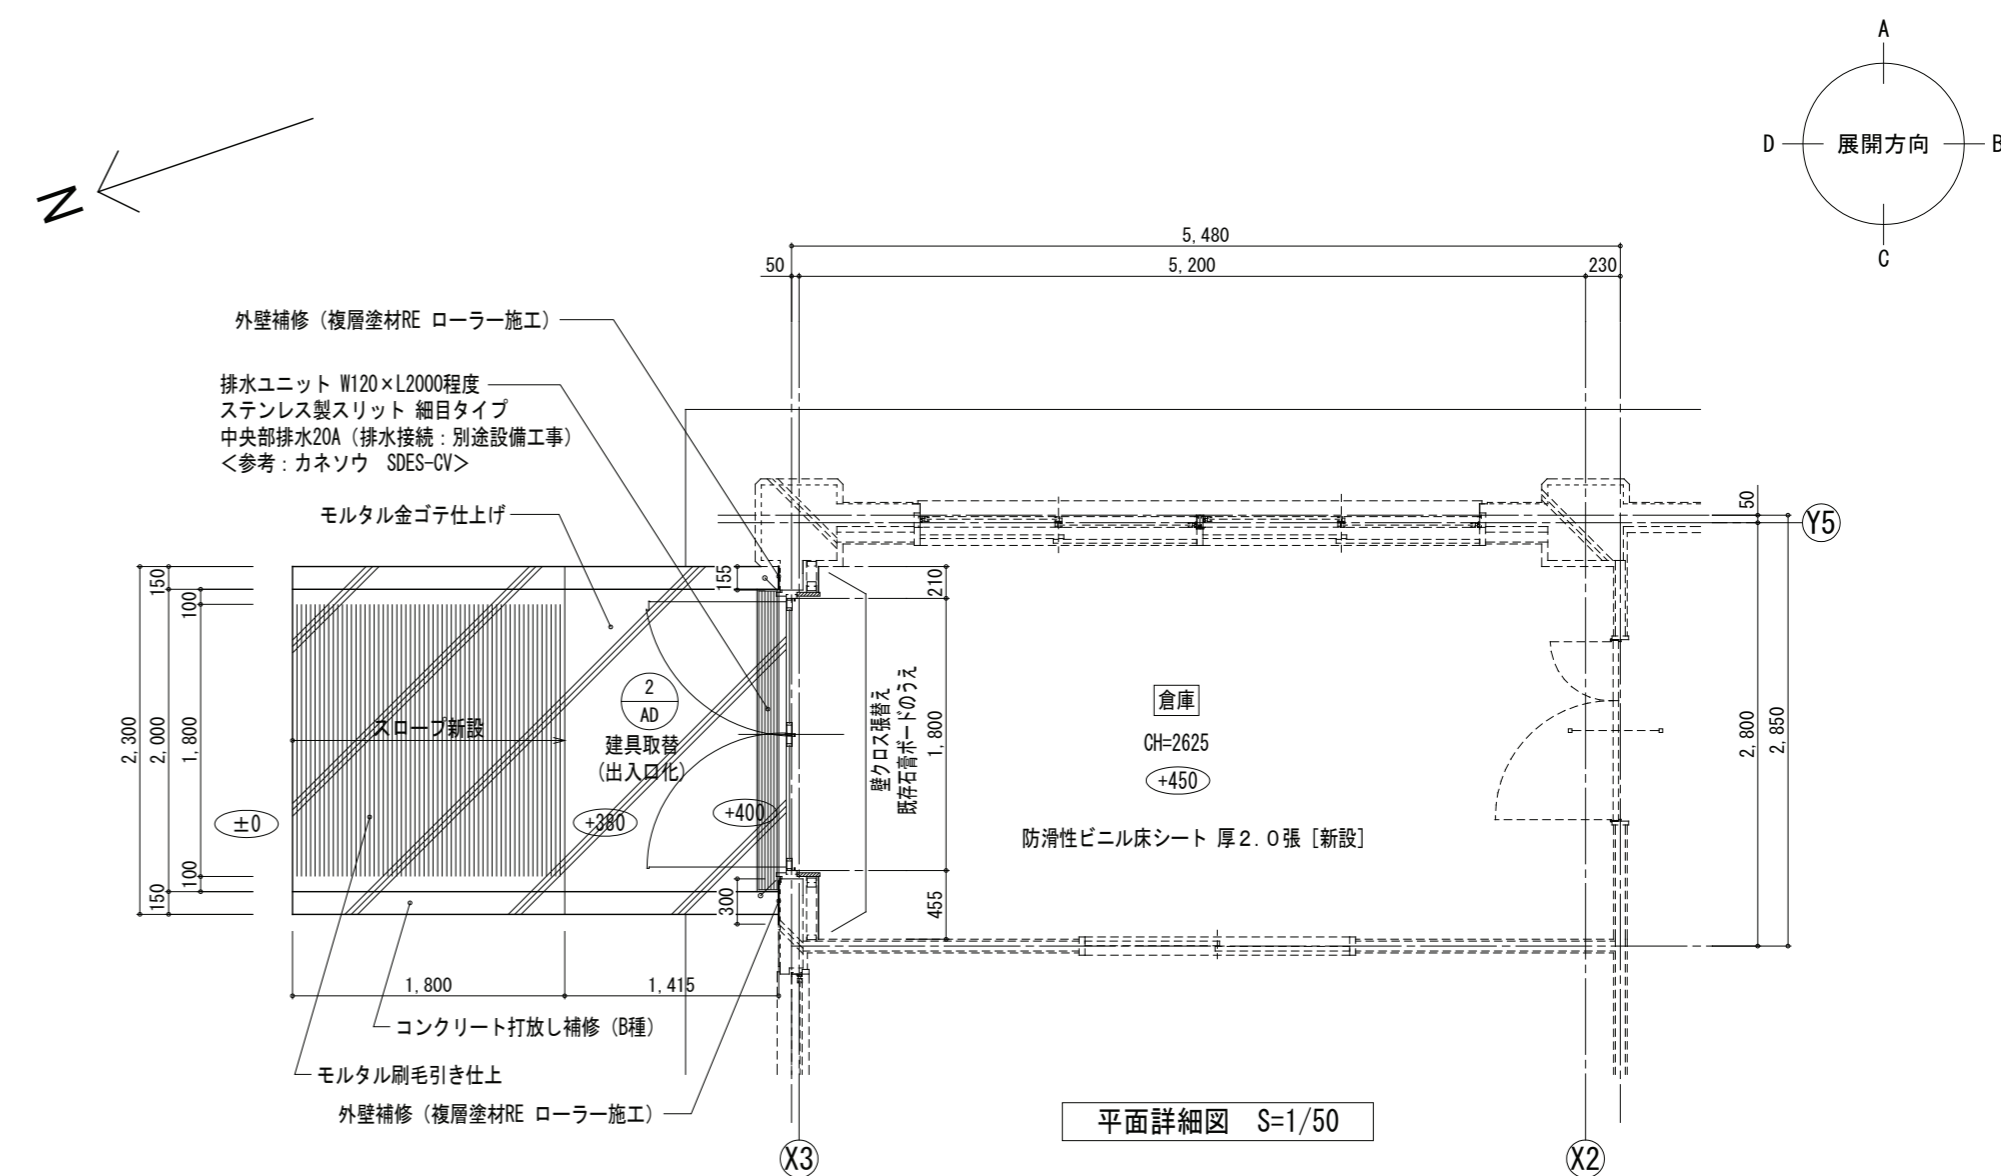 A
D
展開方向
B
C
N
5,480
50
5,200
230
外壁補修（複層塗材RE ローラー施工）
排水ユニット W120×L2000程度
ステンレス製スリット 細目タイプ
中央部排水20A（排水接続：別途設備工事）
＜参考：カネソウ　SDES-CV＞
モルタル金ゴテ仕上げ
50
Y5
2,800
2,850
2,300
150
2,000
150
100
1,800
100
155
300
210
1,800
455
スロープ新設
2
AD
建具取替
(出入口化)
±0
+380
+400
壁クロス張替え
既存石膏ボードのうえ
倉庫
CH=2625
+450
防滑性ビニル床シート 厚2.0張［新設］
1,800
1,415
コンクリート打放し補修（B種）
モルタル刷毛引き仕上
外壁補修（複層塗材RE ローラー施工）
平面詳細図　S=1/50
X3
X2